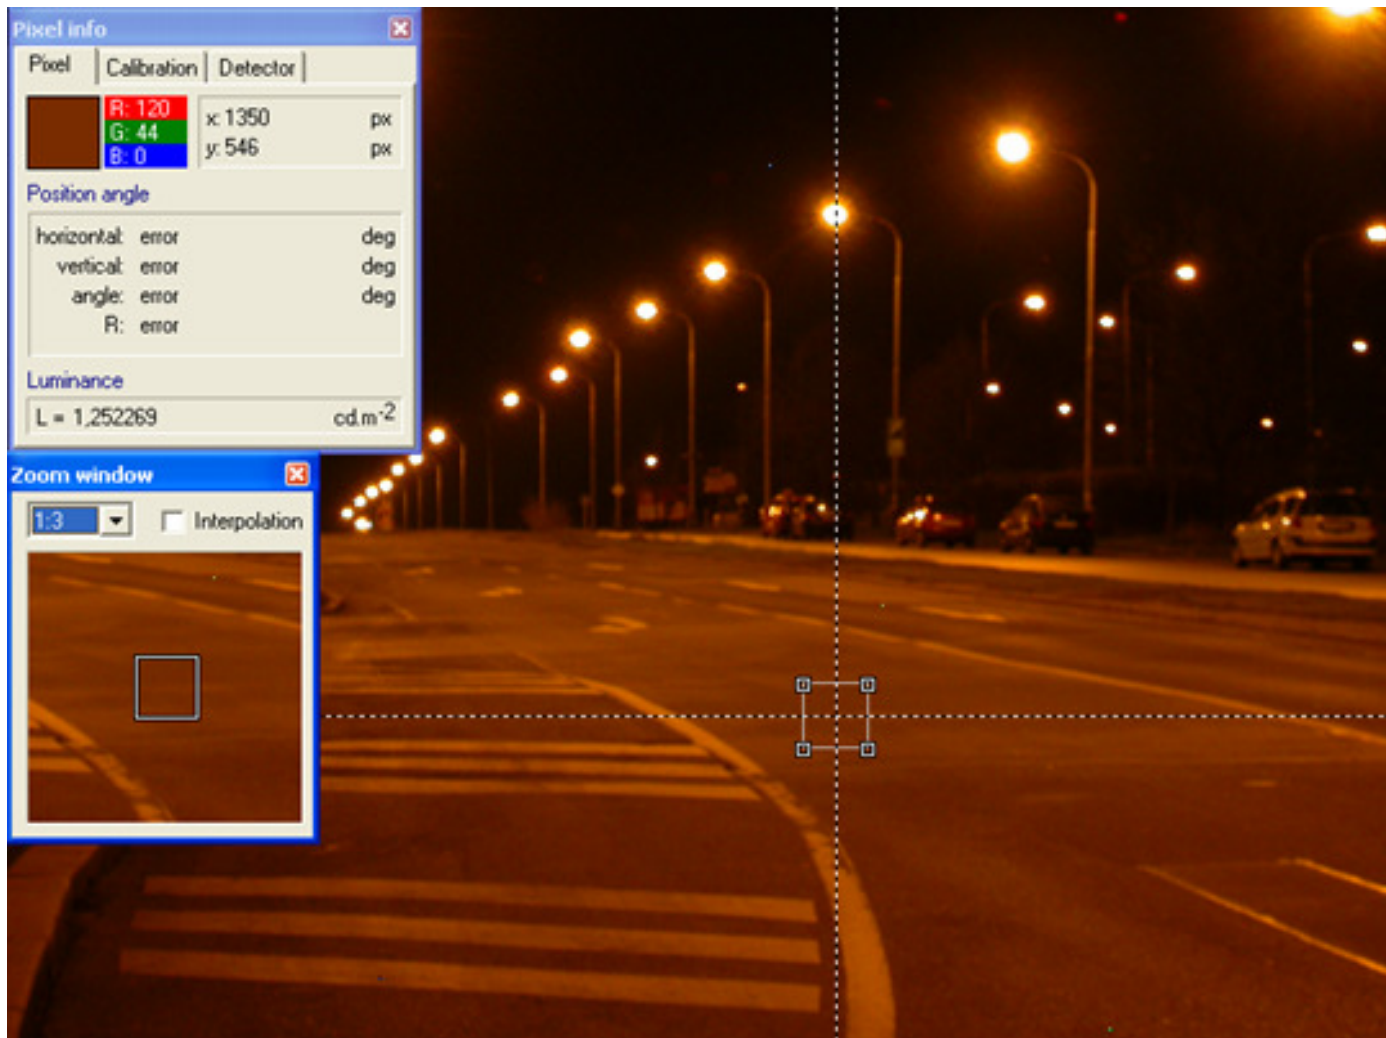 Pixel info
Pixel Calibration Detector
R: 120
G: 44
B: 0
x: 1350 px
y: 546 px
Position angle
horizontal: error deg
vertical: error deg
angle: error deg
R: error
Luminance
L = 1,252269 cd.m-2
Zoom window
1:3 Interpolation